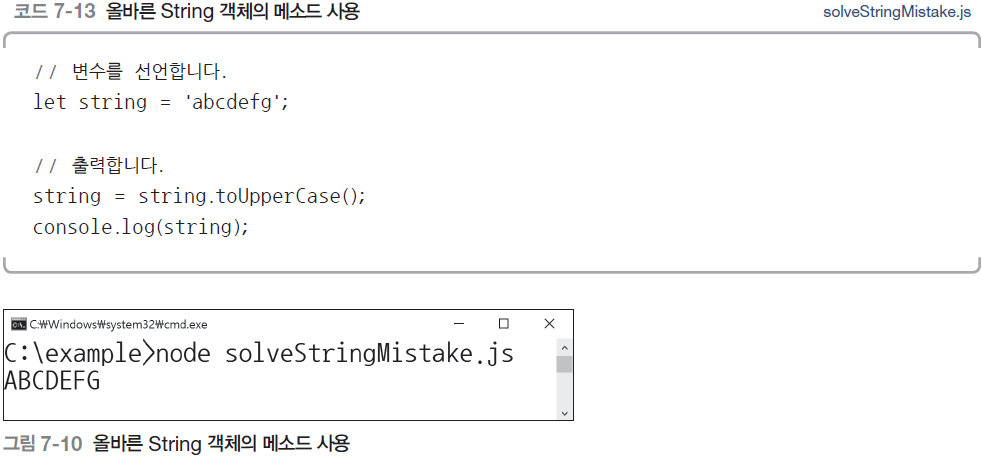 코드 7-13 올바른 String 객체의 메소드 사용 solveStringMistake.js
// 변수를 선언합니다.
let string = 'abcdefg';
// 출력합니다.
string = string.toUpperCase();
console.log(string);
C:₩Windows₩system32₩cmd.exe
C:\example>node solveStringMistake.js
ABCDEFG
그림 7-10 올바른 String 객체의 메소드 사용